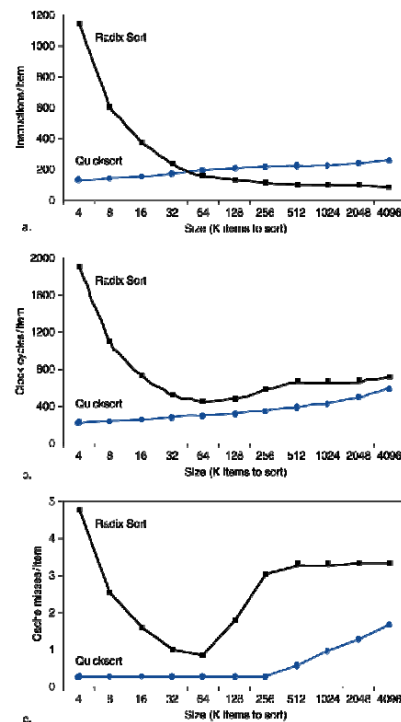 1200
Radix Sort
1000
800
600
400
Quicksort
200
0
4 8 16 32 64 128 256 512 1024 2048 4096
a.
Size (K items to sort)
Instructions/item
2000
Radix Sort
1600
1200
800
400
Quicksort
0
4 8 16 32 64 128 256 512 1024 2048 4096
Size (K items to sort)
Clock cycles/item
5
Radix Sort
4
3
2
1
Quicksort
0
4 8 16 32 64 128 256 512 1024 2048 4096
Size (K items to sort)
Cache misses/item